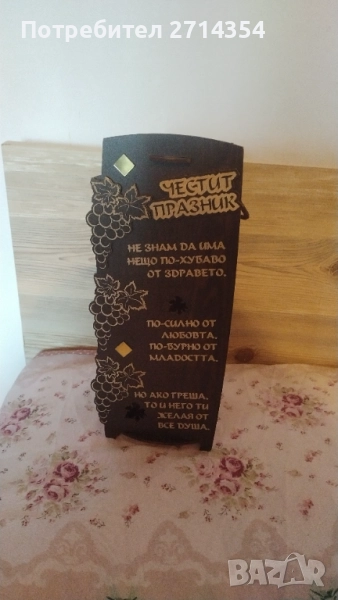 Потребител 2714354
ЧЕСТИТ
ПРАЗНИК
НЕ ЗНАМ ДА ИМА
НЕЩО ПО-ХУБАВО
ОТ ЗДРАВЕТО,
ПО-СИЛНО ОТ
ЛЮБОВТА,
ПО-БУРНО ОТ
МЛАДОСТТА.
НО АКО ГРЕША,
ТО И НЕГО ТИ
ЖЕЛАЯ ОТ
ВСЕ ДУША.
BAZAR